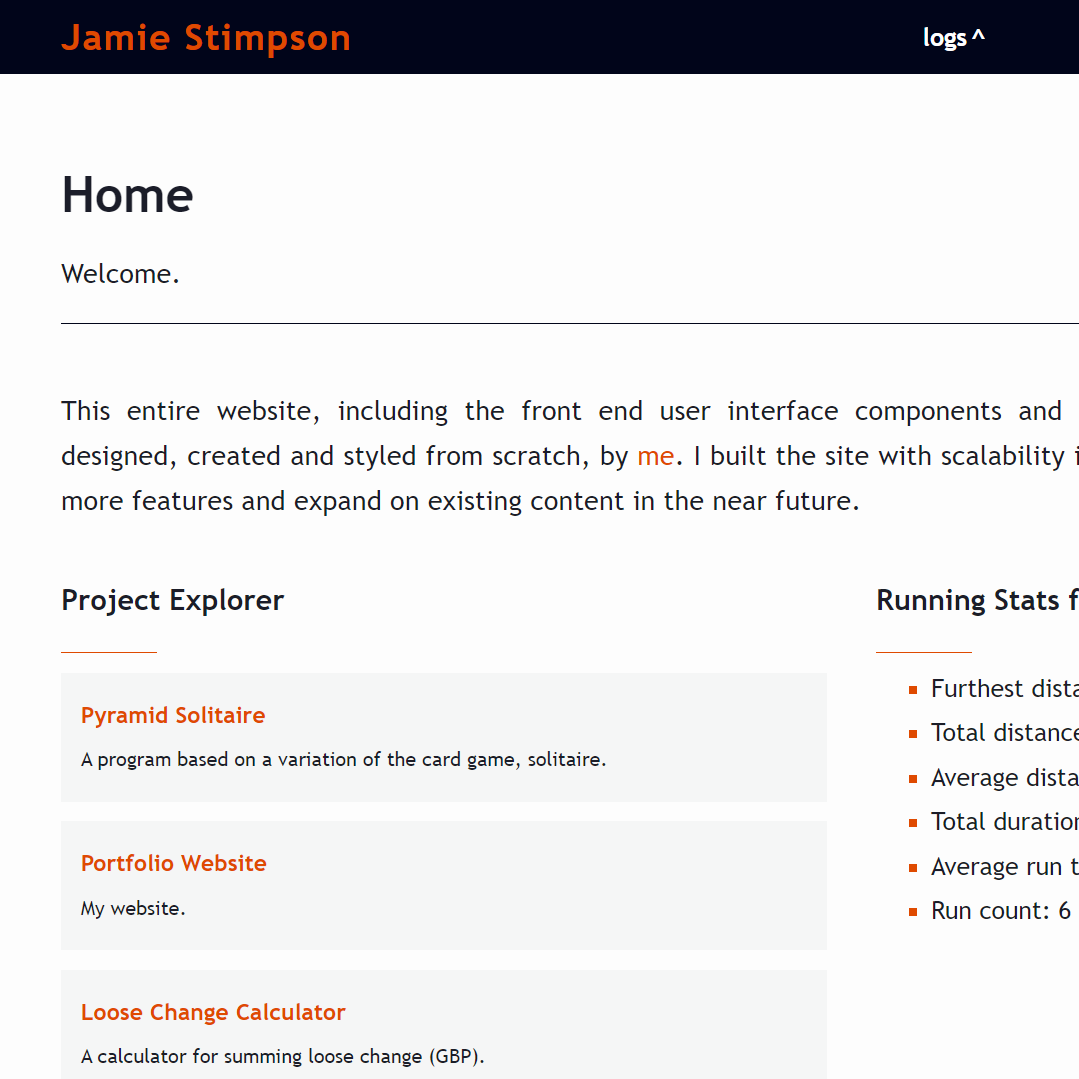 Jamie Stimpson
logs ^
Home
Welcome.
This entire website, including the front end user interface components and
designed, created and styled from scratch, by me. I built the site with scalability
more features and expand on existing content in the near future.
Project Explorer
Pyramid Solitaire
A program based on a variation of the card game, solitaire.
Portfolio Website
My website.
Loose Change Calculator
A calculator for summing loose change (GBP).
Running Stats
Furthest
Total distance
Average
Total
Average run
Run count: 6